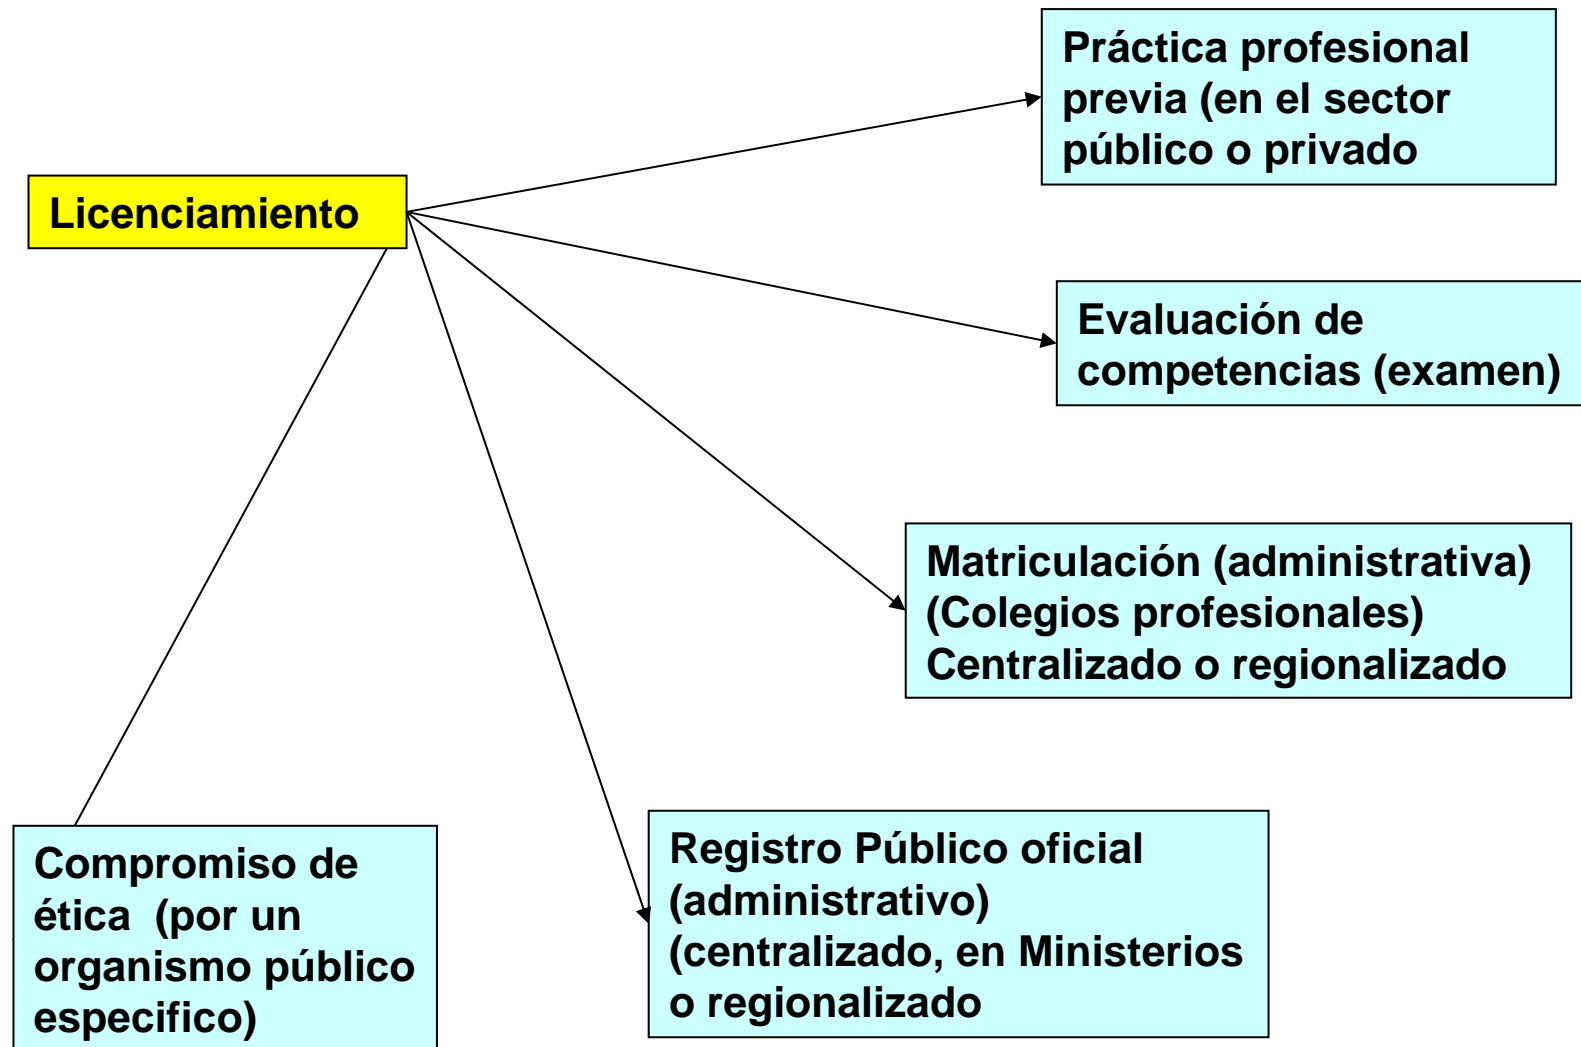 Práctica profesional
previa (en el sector
público o privado
Licenciamiento
Evaluación de
competencias (examen)
Matriculación (administrativa)
(Colegios profesionales)
Centralizado o regionalizado
Registro Público oficial
(administrativo)
(centralizado, en Ministerios
o regionalizado
Compromiso de
ética (por un
organismo público
especifico)